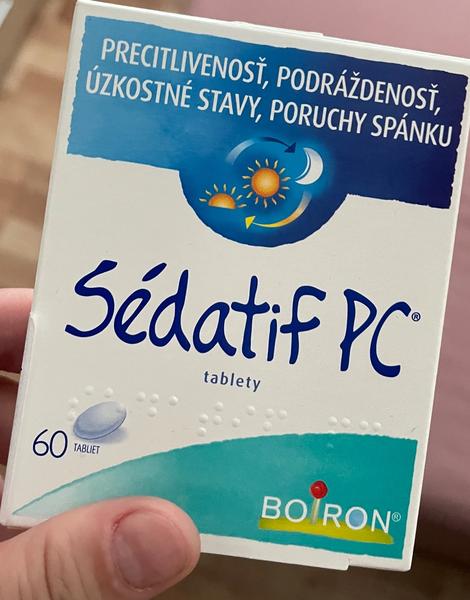 PRECITLIVENOSŤ, PODRÁŽDENOSŤ,
ÚZKOSTNÉ STAVY, PORUCHY SPÁNKU
Sédatif PC®
tablety
60 TABLIET
BOIRON®